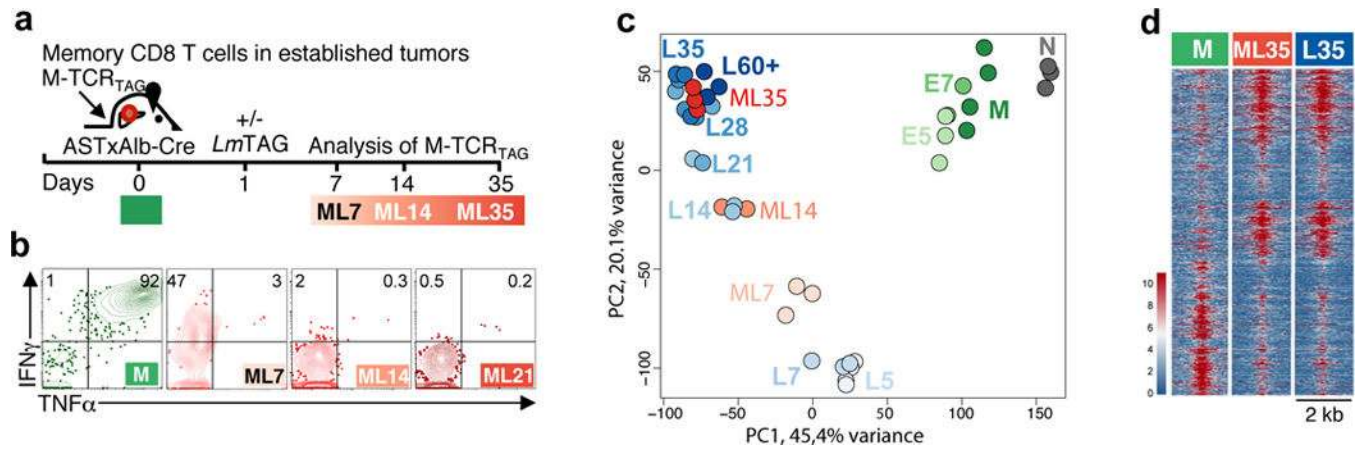 a
Memory CD8 T cells in established tumors
M-TCRTAG
ASTxAlb-Cre
+/-
LmTAG
Analysis of M-TCRTAG
Days
0
1
7
14
35
ML7
ML14
ML35
b
IFNγ
1
92
M
47
3
ML7
2
0.3
ML14
0.5
0.2
ML21
TNFα
c
PC2, 20.1% variance
50
0
−50
−100
L35
L60+
ML35
L28
L21
L14
ML14
ML7
L7
L5
E7
E5
M
N
−100
−50
0
50
100
150
PC1, 45,4% variance
d
M
ML35
L35
10
8
6
4
2
0
2 kb